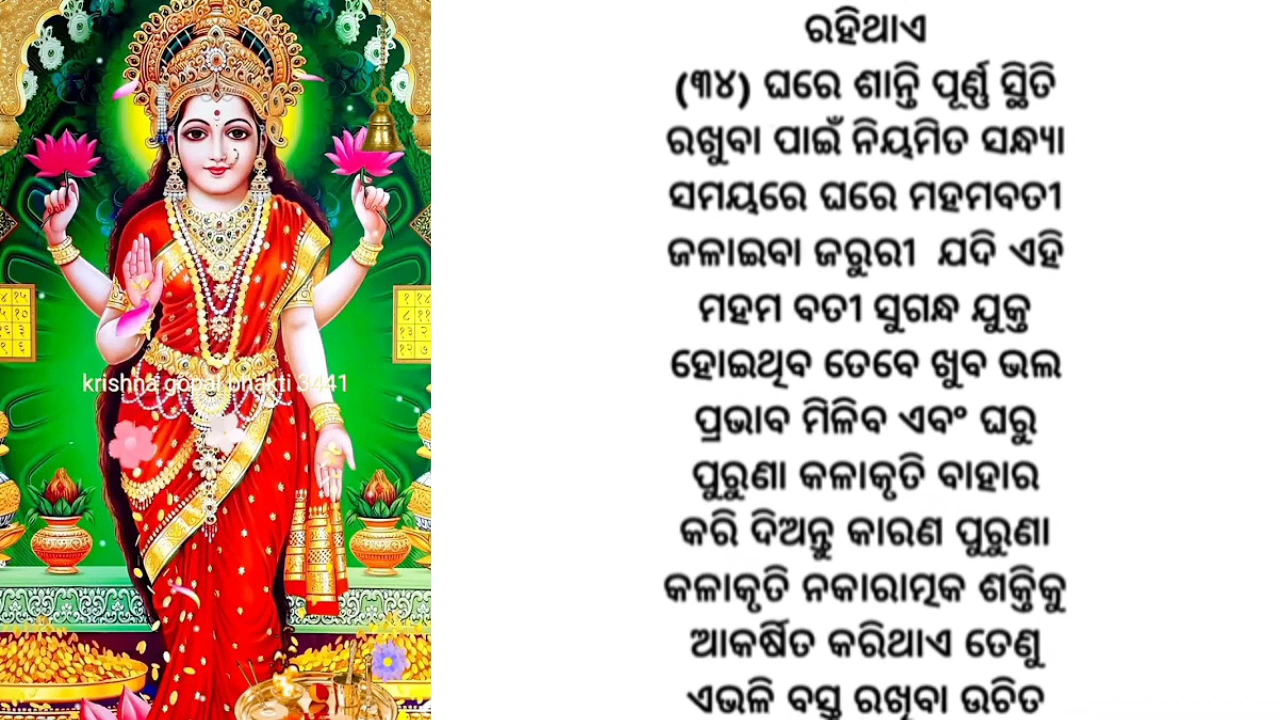 krishna gopal bhakti 3441
ରହିଥାଏ
(୩୪) ଘରେ ଶାନ୍ତି ପୂର୍ଣ୍ଣ ସ୍ଥିତି
ରଖୁବା ପାଇଁ ନିୟମିତ ସନ୍ଧ୍ୟା
ସମୟରେ ଘରେ ମହମବତୀ
ଜଳାଇବା ଜରୁରୀ ଯଦି ଏହି
ମହମ ବତୀ ସୁଗନ୍ଧ ଯୁକ୍ତ
ହୋଇଥିବ ତେବେ ଖୁବ ଭଲ
ପ୍ରଭାବ ମିଳିବ ଏବଂ ଘରୁ
ପୁରୁଣା କଳାକୃତି ବାହାର
କରି ଦିଅନ୍ତୁ କାରଣ ପୁରୁଣା
କଳାକୃତି ନକାରାତ୍ମକ ଶକ୍ତିକୁ
ଆକର୍ଷିତ କରିଥାଏ ତେଣୁ
ଏଭଳି ବସ୍ତୁ ରଖିବା ଉଚିତ